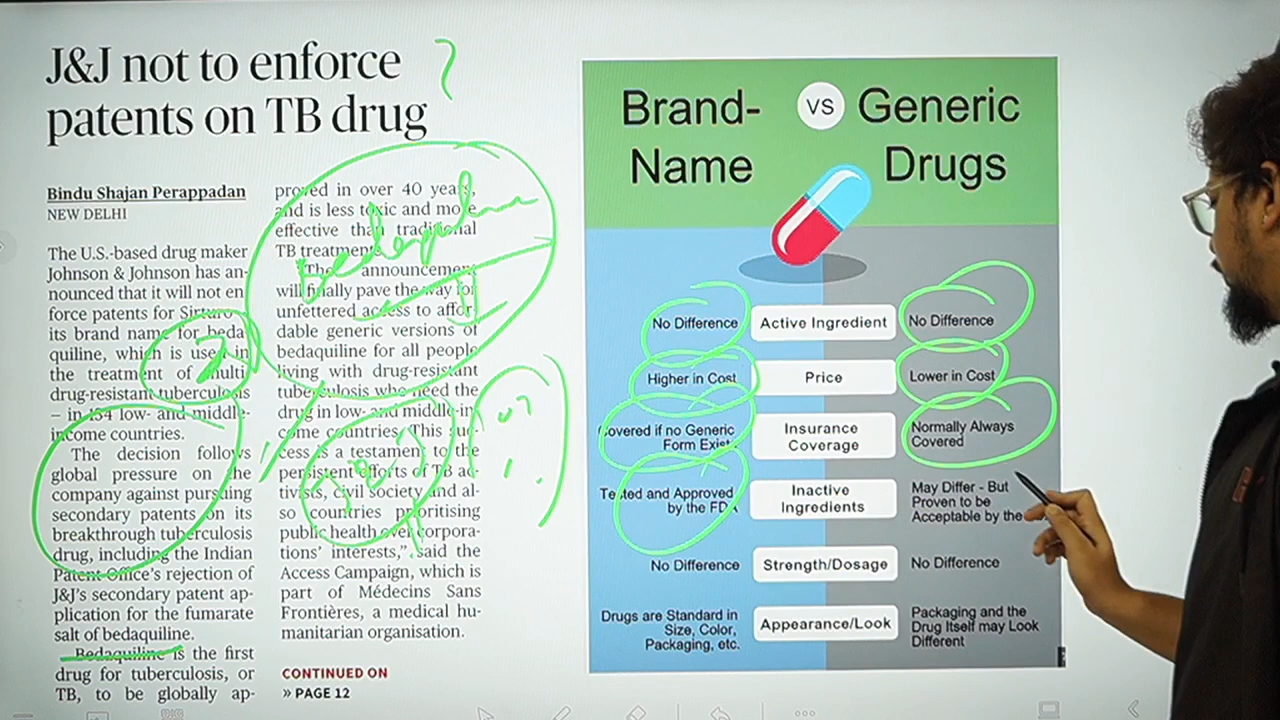 J&J not to enforce
patents on TB drug
Bindu Shajan Perappadan
NEW DELHI
The U.S.-based drug maker
Johnson & Johnson has an-
nounced that it will not en
force patents for Sirturo
its brand name for beda
quiline, which is used in
the treatment of multi
drug-resistant tuberculosis
– in 134 low- and middle-
income countries.
The decision follows
global pressure on the
company against pursuing
secondary patents on its
breakthrough tuberculosis
drug, including the Indian
Patent Office's rejection of
J&J's secondary patent ap-
plication for the fumarate
salt of bedaquiline.
Bedaquiline is the first
drug for tuberculosis, or
TB, to be globally ap-
proved in over 40 years,
and is less toxic and more
effective than traditional
TB treatments.
"The announcement
will finally pave the way for
unfettered access to affor-
dable generic versions of
bedaquiline for all people
living with drug-resistant
tuberculosis who need the
drug in low- and middle-in
come countries. This suc-
cess is a testament to the
persistent efforts of TB ac-
tivists, civil society and al-
countries prioritising
public health over corpora-
tions' interests," said the
Access Campaign, which is
part of Médecins Sans
Frontières, a medical hu-
manitarian organisation.
CONTINUED ON
» PAGE 12
?
Bedaquiline
Brand- VS Generic
Name Drugs
No Difference Active Ingredient No Difference
Higher in Cost Price Lower in Cost
Covered if no Generic Insurance Normally Always
Form Exist Coverage Covered
Tested and Approved Inactive May Differ - But
by the FDA Ingredients Proven to be
Acceptable by the
No Difference Strength/Dosage No Difference
Drugs are Standard in Appearance/Look Packaging and the
Size, Color, Drug Itself may Look
Packaging, etc. Different